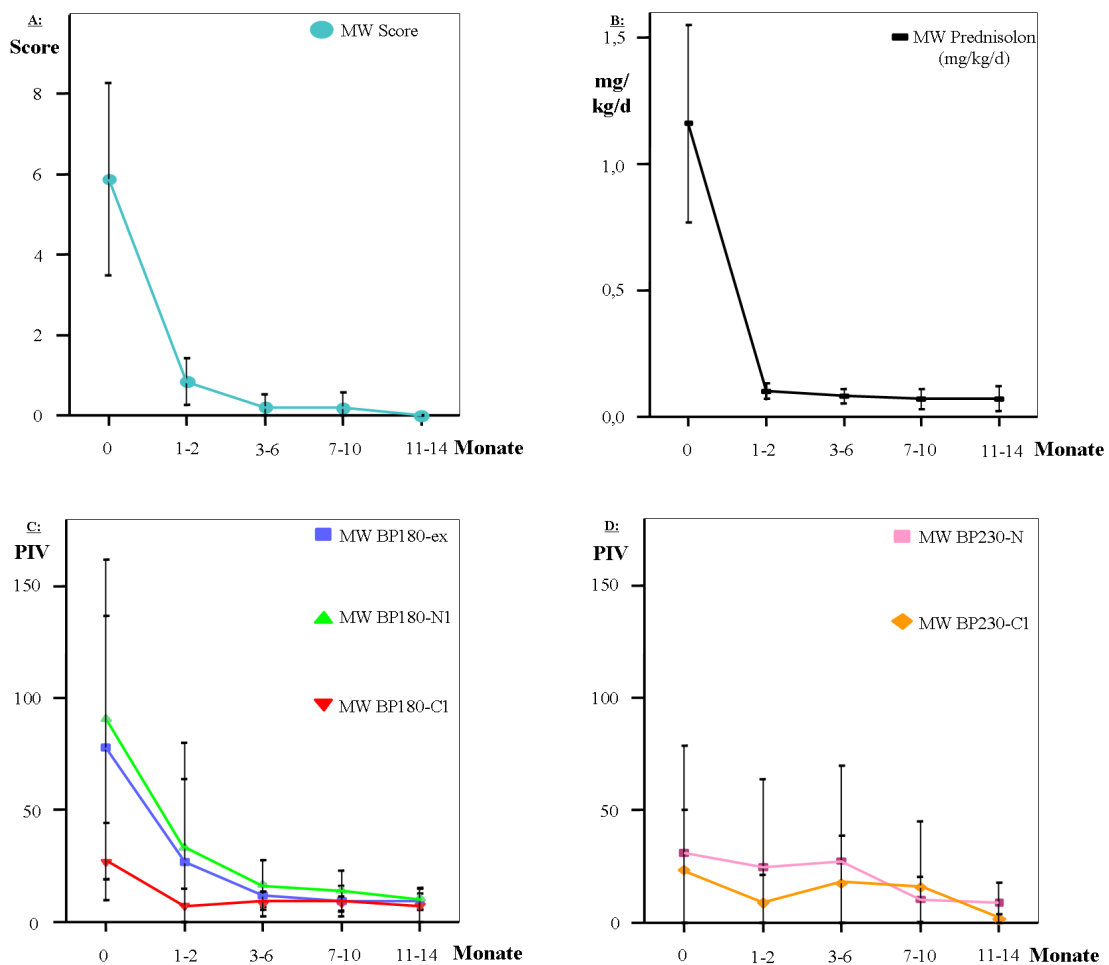 A:
Score
MW Score
8
6
4
2
0
0 1-2 3-6 7-10 11-14 Monate
B:
mg/
kg/d
MW Prednisolon
(mg/kg/d)
1,5
1,0
0,5
0,0
0 1-2 3-6 7-10 11-14 Monate
C:
PIV
MW BP180-ex
MW BP180-N1
MW BP180-C1
150
100
50
0
0 1-2 3-6 7-10 11-14 Monate
D:
PIV
MW BP230-N
MW BP230-C1
150
100
50
0
0 1-2 3-6 7-10 11-14 Monate